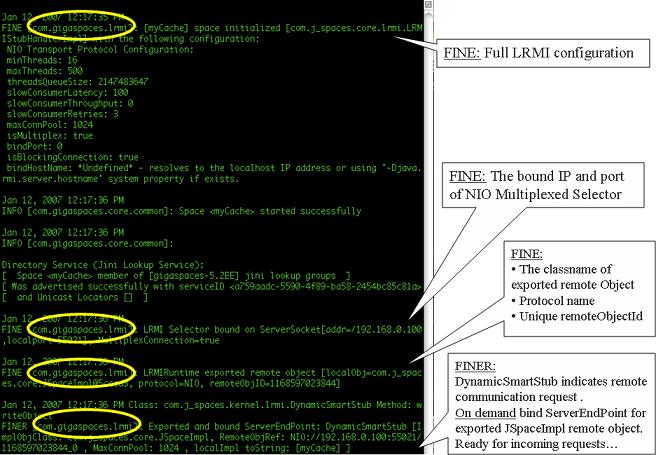 Jan 12, 2007 12:17:35 PM
FINE [com.gigaspaces.lrmi]: [myCache] space initialized [com.j_spaces.core.lrmi.LRM
IStubHandlerImpl] with the following configuration:
NIO Transport Protocol Configuration:
minThreads: 16
maxThreads: 500
threadsQueueSize: 2147483647
slowConsumerLatency: 100
slowConsumerThroughput: 0
slowConsumerRetries: 3
maxConnPool: 1024
isMultiplex: true
bindPort: 0
isBlockingConnection: true
bindHostName: *Undefined* - resolves to the localhost IP address or using '-Djava.
rmi.server.hostname' system property if exists.
Jan 12, 2007 12:17:36 PM
INFO [com.gigaspaces.core.common]: Space <myCache> started successfully
Jan 12, 2007 12:17:36 PM
INFO [com.gigaspaces.core.common]:
Directory Service (Jini Lookup Service):
[ Space <myCache> member of [gigaspaces-5.2EE] jini lookup groups ]
[ Was advertised successfully with serviceID <a759aadc-5590-4f89-ba58-2454bc85c81a>
[ and Unicast Locators [] ]
Jan 12, 2007 12:17:36 PM
FINE [com.gigaspaces.lrmi]: LRMI Selector bound on ServerSocket[addr=/192.168.0.100
,localport=55021], MultiplexConnection=true
Jan 12, 2007 12:17:36 PM
FINE [com.gigaspaces.lrmi]: LRMIRuntime exported remote object [localObj=com.j_spac
es.core.JSpaceImpl, protocol=NIO, remoteObjID=1168597023844]
Jan 12, 2007 12:17:36 PM Class: com.j_spaces.kernel.lrmi.DynamicSmartStub Method: w
riteObject
FINER [com.gigaspaces.lrmi]: Exported and bound ServerEndPoint: DynamicSmartStub [I
mplObjClass: com.j_spaces.core.JSpaceImpl, RemoteObjRef: NIO://192.168.0.100:55021/
1168597023844_0 , MaxConnPool: 1024 , localImpl toString: [myCache] ]
FINE: Full LRMI configuration
FINE: The bound IP and port
of NIO Multiplexed Selector
FINE:
• The classname of
exported remote Object
• Protocol name
• Unique remoteObjectId
FINER:
DynamicSmartStub indicates remote
communication request .
On demand bind ServerEndPoint for
exported JSpaceImpl remote object.
Ready for incoming requests…